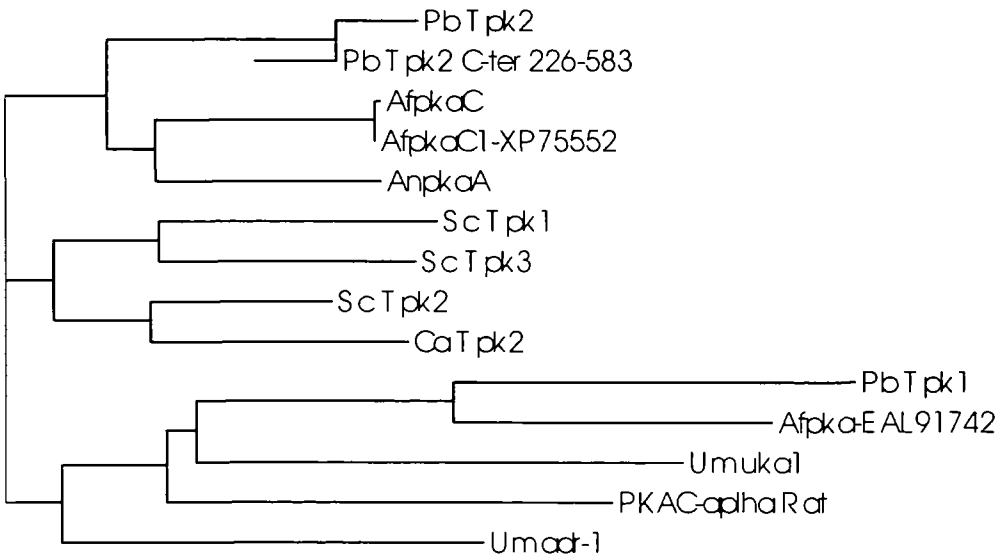 PbTpk2
PbTpk2 C-ter 226-583
AfpkaC
AfpkaC1-XP75552
AnpkaA
ScTpk1
ScTpk3
ScTpk2
CaTpk2
PbTpk1
Afpka-EAL91742
Umuka1
PKAC-aplha Rat
Umadr-1